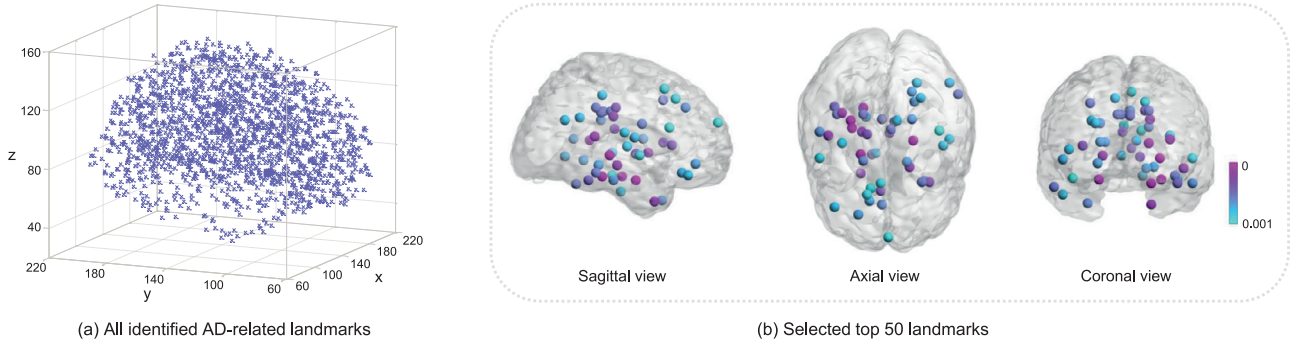 160
120
z
80
40
220
180
140
y
100
60
60
100
x
140
180
220
(a) All identified AD-related landmarks
0
0.001
Sagittal view
Axial view
Coronal view
(b) Selected top 50 landmarks